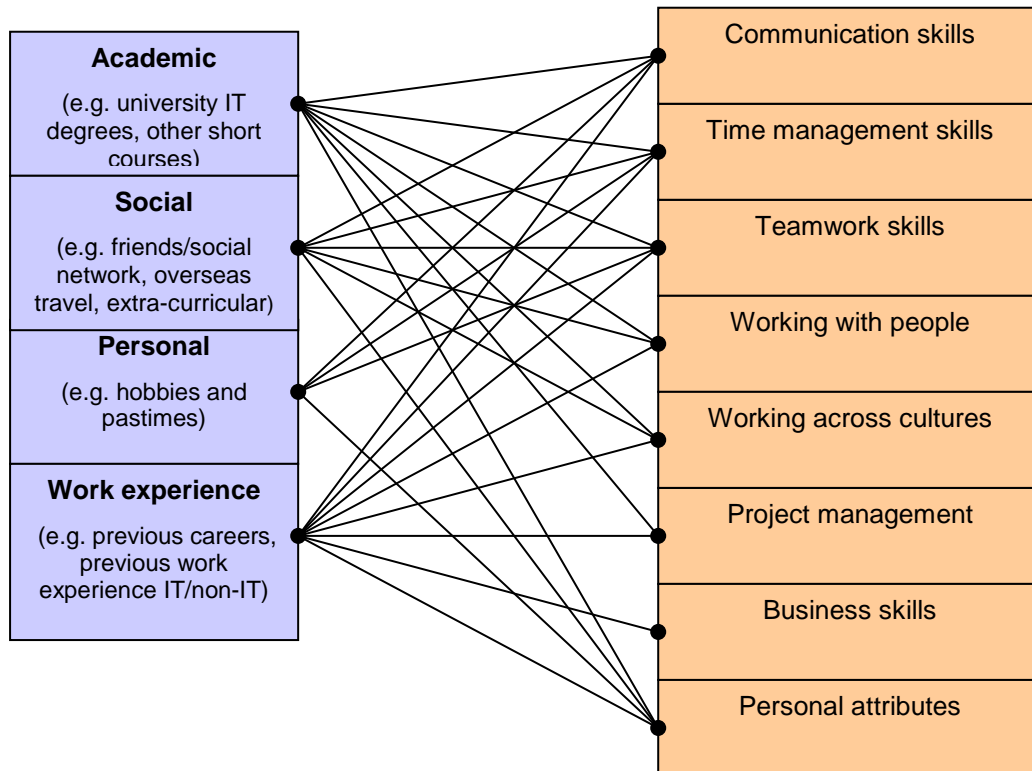 Academic
(e.g. university IT
degrees, other short
courses)
Social
(e.g. friends/social
network, overseas
travel, extra-curricular)
Personal
(e.g. hobbies and
pastimes)
Work experience
(e.g. previous careers,
previous work
experience IT/non-IT)
Communication skills
Time management skills
Teamwork skills
Working with people
Working across cultures
Project management
Business skills
Personal attributes